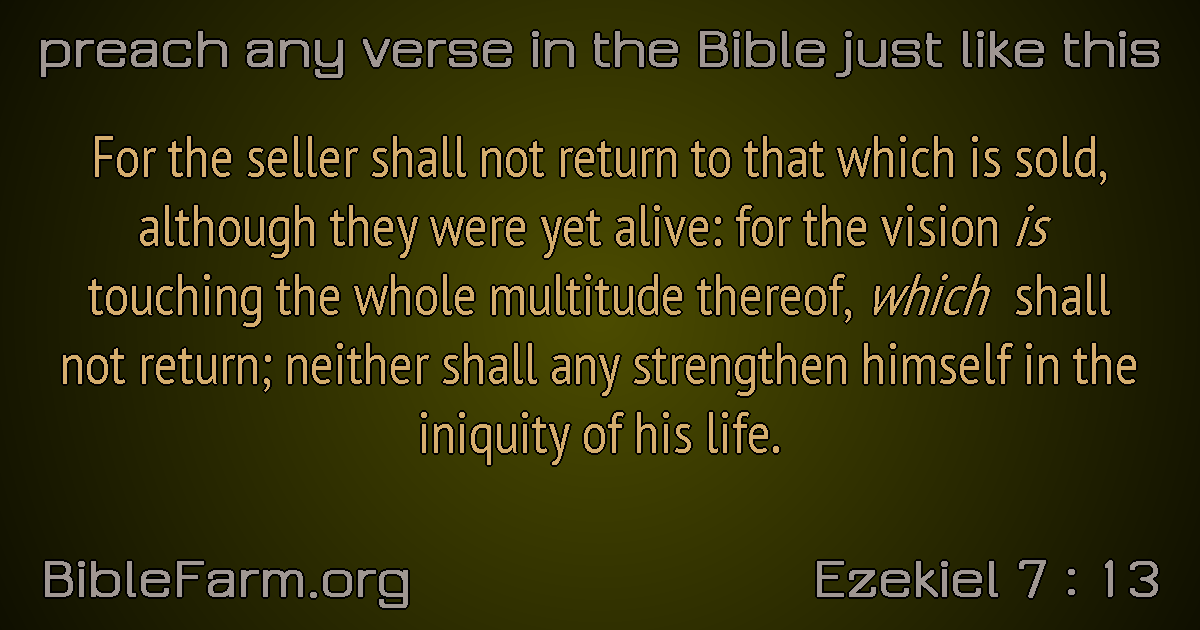 preach any verse in the Bible just like this
For the seller shall not return to that which is sold,
although they were yet alive: for the vision is
touching the whole multitude thereof, which shall
not return; neither shall any strengthen himself in the
iniquity of his life.
BibleFarm.org
Ezekiel 7 : 13